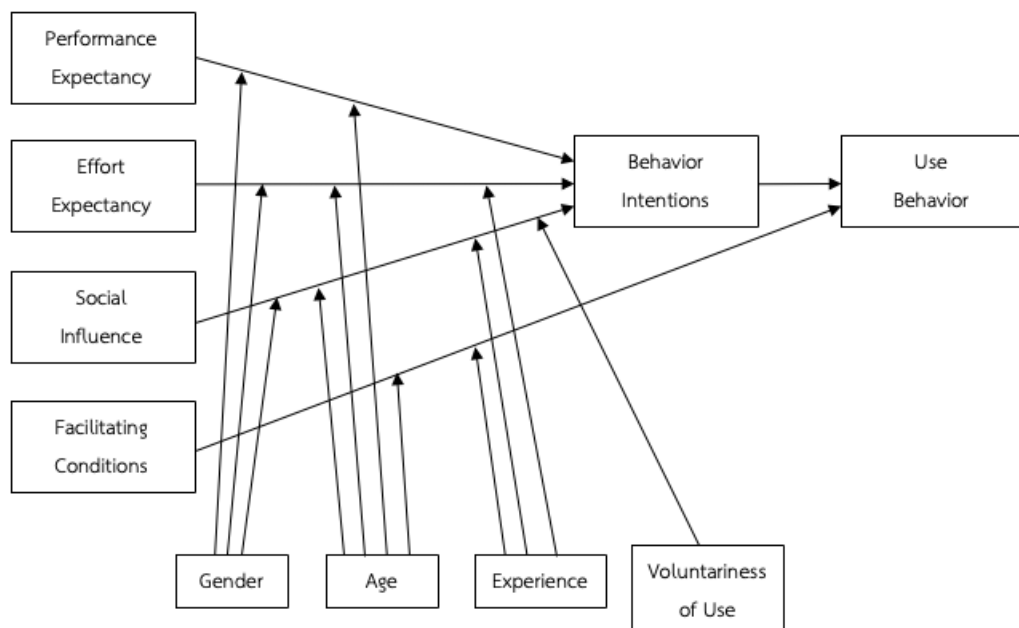 Performance
Expectancy
Effort
Expectancy
Social
Influence
Facilitating
Conditions
Behavior
Intentions
Use
Behavior
Gender
Age
Experience
Voluntariness
of Use